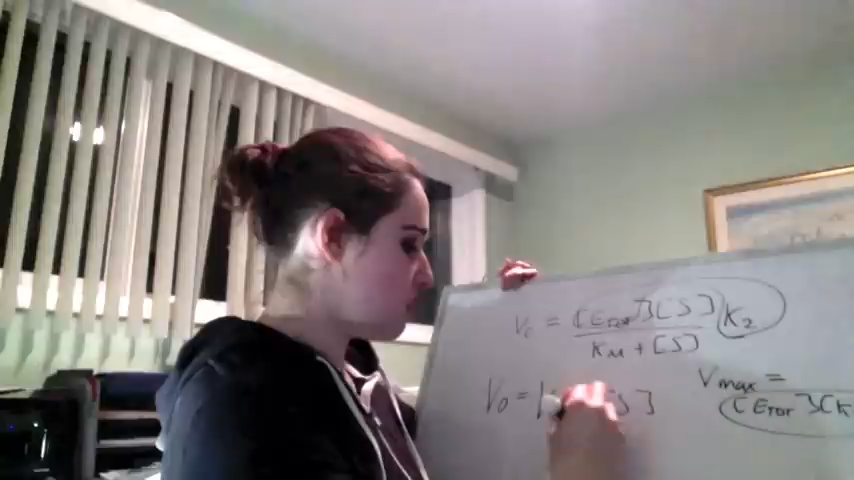 V₀ = [ETOT][S] K₂
KM + [S]
Vmax =
V₀ = [S]
[ETOT][K